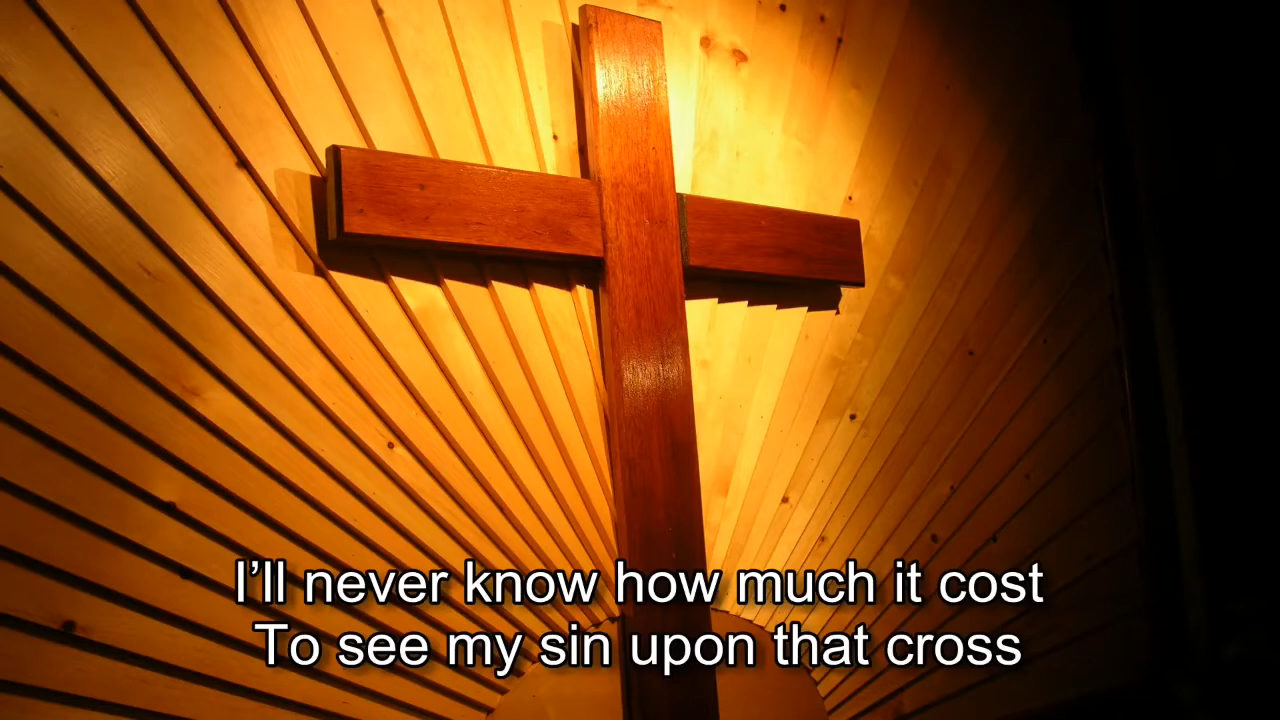 I’ll never know how much it cost
To see my sin upon that cross